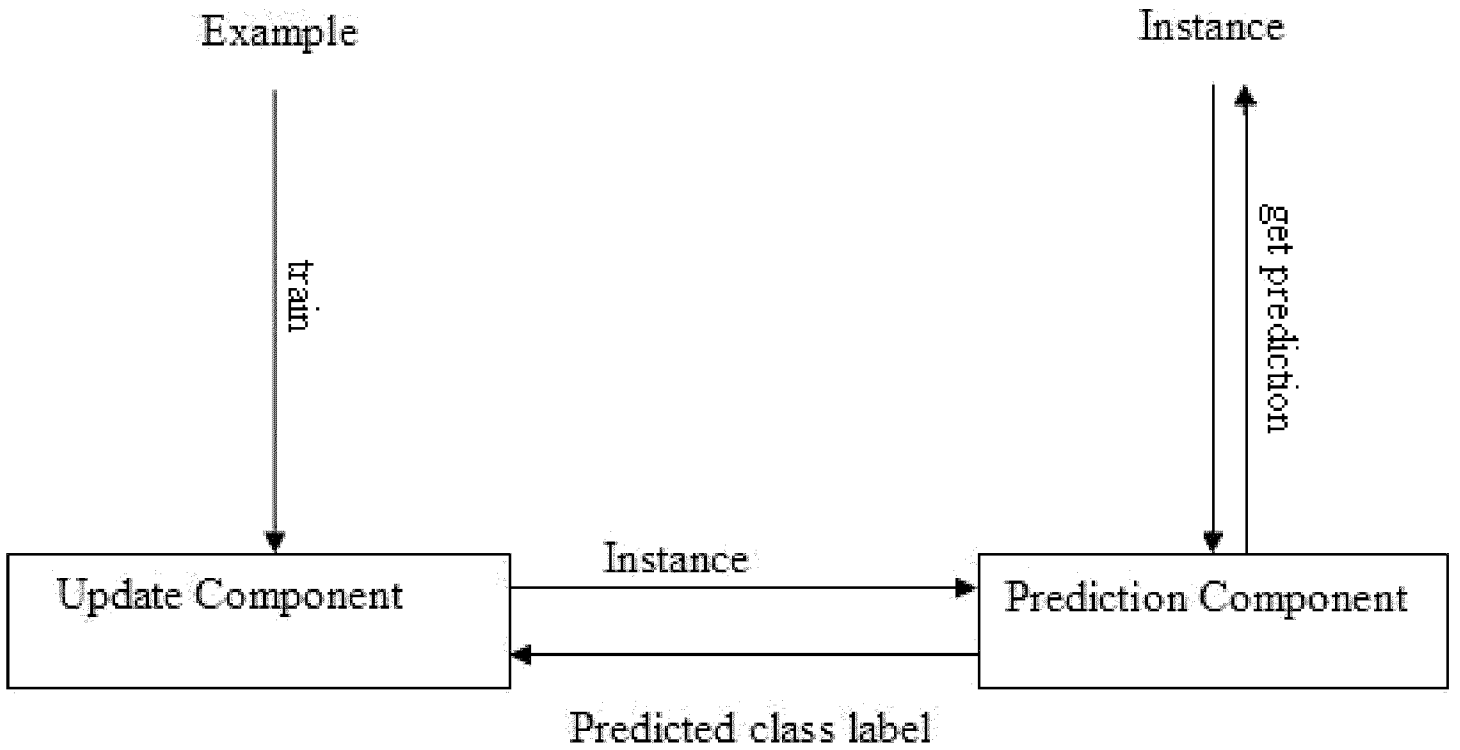 Example
Instance
train
get prediction
Instance
Update Component
Prediction Component
Predicted class label